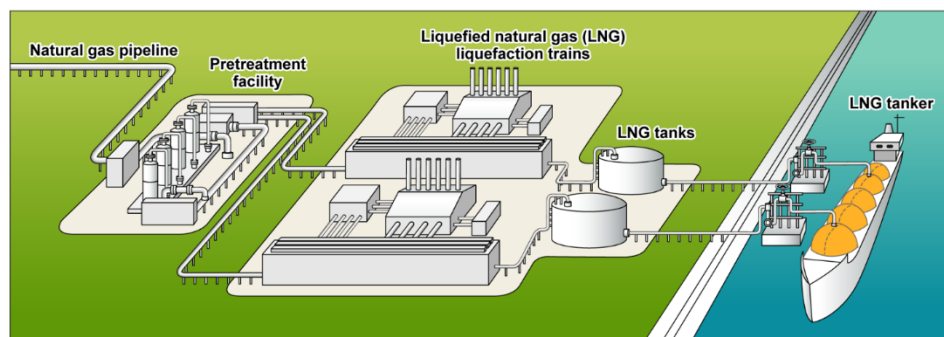 Natural gas pipeline
Pretreatment
facility
Liquefied natural gas (LNG)
liquefaction trains
LNG tanks
LNG tanker